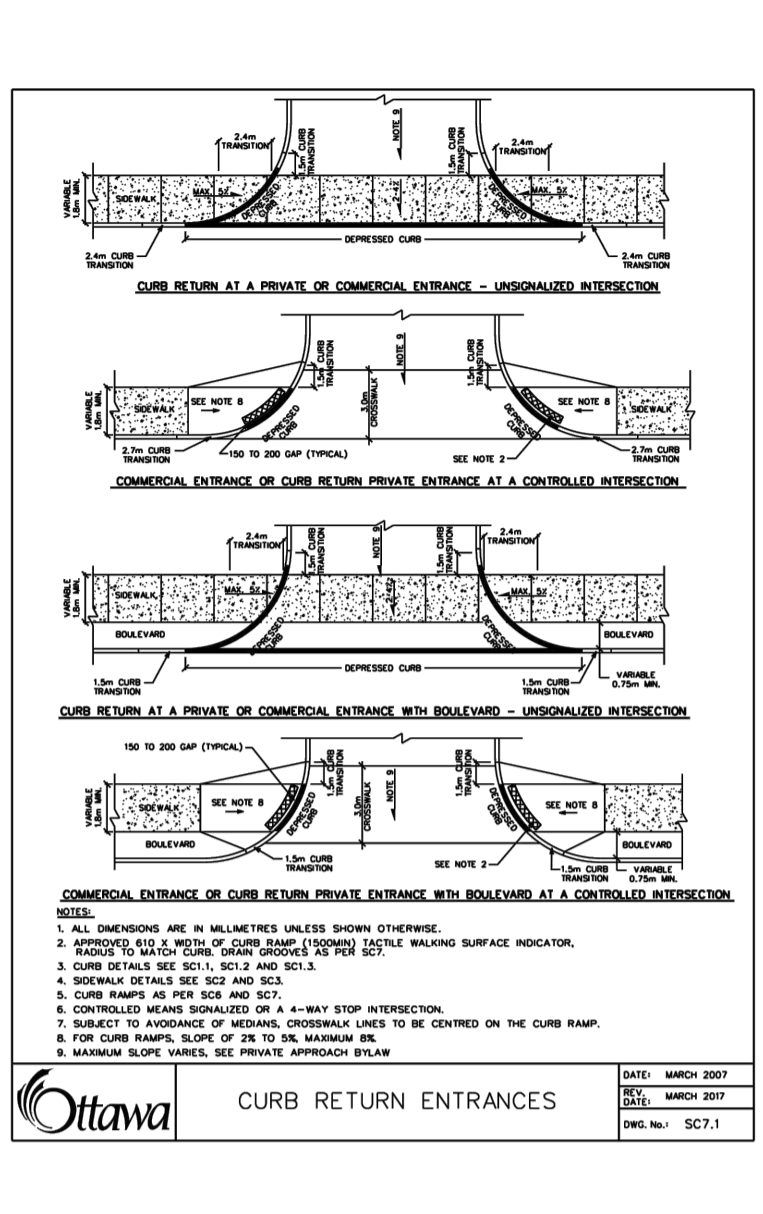 NOTE 9
2.4m
TRANSITION
1.5m CURB
TRANSITION
1.5m CURB
TRANSITION
2.4m
TRANSITION
VARIABLE
1.8m MIN.
SIDEWALK
MAX. 5%
DEPRESSED
CURB
2-4%
DEPRESSED
CURB
MAX. 5%
DEPRESSED CURB
2.4m CURB
TRANSITION
2.4m CURB
TRANSITION
CURB RETURN AT A PRIVATE OR COMMERCIAL ENTRANCE - UNSIGNALIZED INTERSECTION
1.5m CURB
TRANSITION
NOTE 9
1.5m CURB
TRANSITION
VARIABLE
1.8m MIN.
SIDEWALK
SEE NOTE 8
DEPRESSED
CURB
3.0m
CROSSWALK
DEPRESSED
CURB
SEE NOTE 8
SIDEWALK
VARIABLE
1.8m MIN.
2.7m CURB
TRANSITION
150 TO 200 GAP (TYPICAL)
SEE NOTE 2
2.7m CURB
TRANSITION
COMMERCIAL ENTRANCE OR CURB RETURN PRIVATE ENTRANCE AT A CONTROLLED INTERSECTION
2.4m
TRANSITION
1.5m CURB
TRANSITION
NOTE 9
1.5m CURB
TRANSITION
2.4m
TRANSITION
VARIABLE
1.8m MIN.
SIDEWALK
MAX. 5%
2-4%
MAX. 5%
BOULEVARD
DEPRESSED
CURB
DEPRESSED
CURB
BOULEVARD
DEPRESSED CURB
1.5m CURB
TRANSITION
1.5m CURB
TRANSITION
VARIABLE
0.75m MIN.
CURB RETURN AT A PRIVATE OR COMMERCIAL ENTRANCE WITH BOULEVARD - UNSIGNALIZED INTERSECTION
150 TO 200 GAP (TYPICAL)
1.5m CURB
TRANSITION
NOTE 9
1.5m CURB
TRANSITION
VARIABLE
1.8m MIN.
SIDEWALK
SEE NOTE 8
DEPRESSED
CURB
3.0m
CROSSWALK
DEPRESSED
CURB
SEE NOTE 8
VARIABLE
1.8m MIN.
BOULEVARD
BOULEVARD
1.5m CURB
TRANSITION
SEE NOTE 2
1.5m CURB
TRANSITION
VARIABLE
0.75m MIN.
COMMERCIAL ENTRANCE OR CURB RETURN PRIVATE ENTRANCE WITH BOULEVARD AT A CONTROLLED INTERSECTION
NOTES:
1. ALL DIMENSIONS ARE IN MILLIMETRES UNLESS SHOWN OTHERWISE.
2. APPROVED 610 X WIDTH OF CURB RAMP (1500MIN) TACTILE WALKING SURFACE INDICATOR,
RADIUS TO MATCH CURB. DRAIN GROOVES AS PER SC7.
3. CURB DETAILS SEE SC1.1, SC1.2 AND SC1.3.
4. SIDEWALK DETAILS SEE SC2 AND SC3.
5. CURB RAMPS AS PER SC6 AND SC7.
6. CONTROLLED MEANS SIGNALIZED OR A 4-WAY STOP INTERSECTION.
7. SUBJECT TO AVOIDANCE OF MEDIANS, CROSSWALK LINES TO BE CENTRED ON THE CURB RAMP.
8. FOR CURB RAMPS, SLOPE OF 2% TO 5%, MAXIMUM 8%.
9. MAXIMUM SLOPE VARIES, SEE PRIVATE APPROACH BYLAW
Ottawa
CURB RETURN ENTRANCES
DATE: MARCH 2007
REV.
DATE: MARCH 2017
DWG. No.: SC7.1